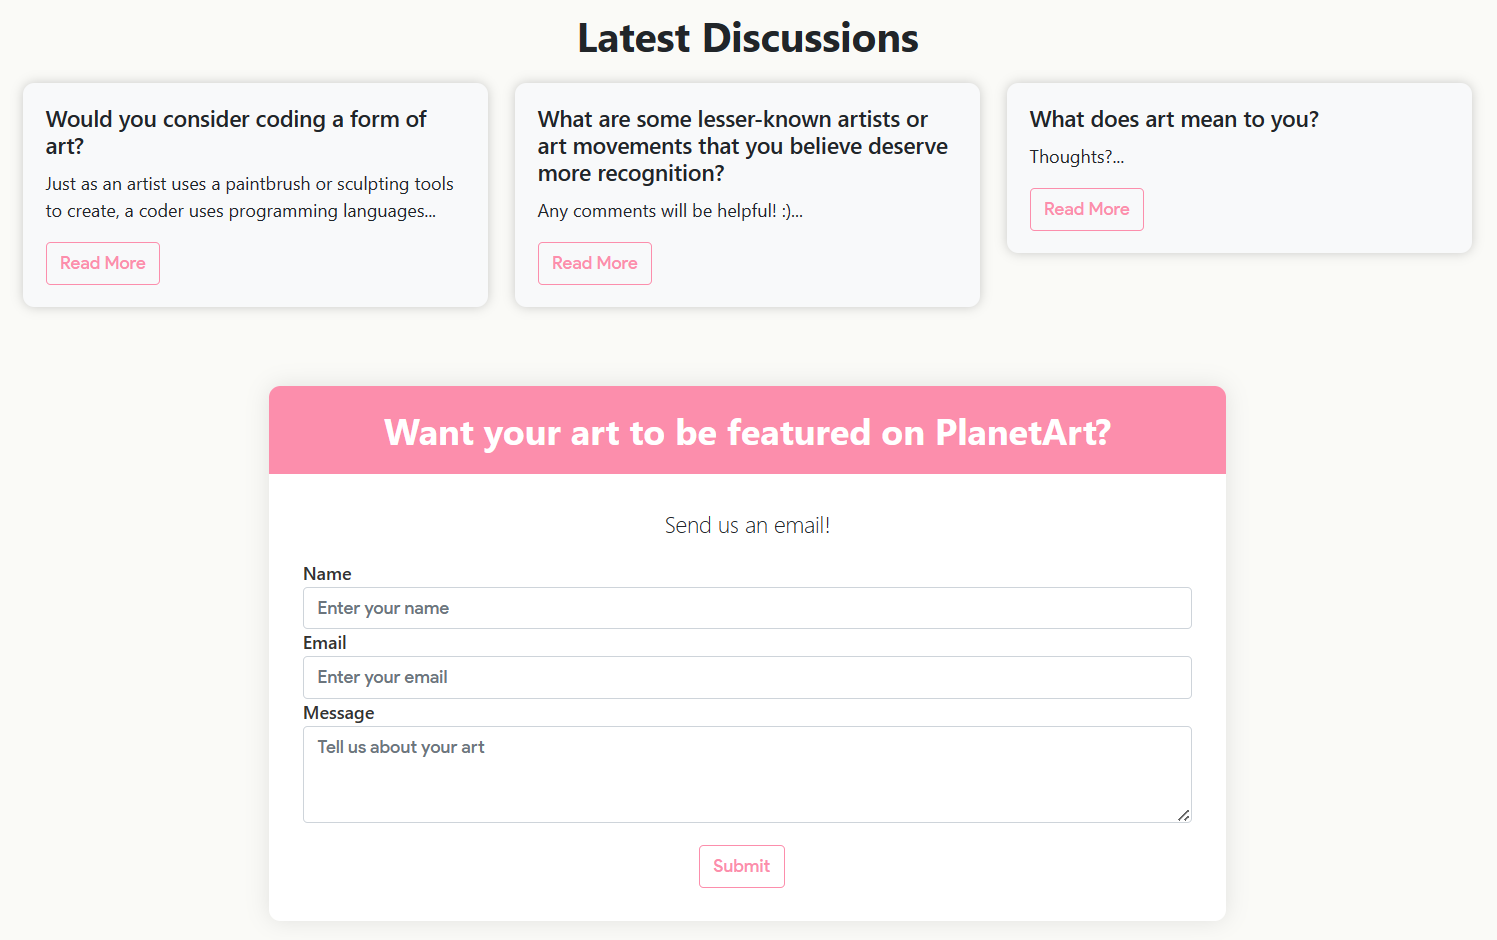 Latest Discussions
Would you consider coding a form of
art?
Just as an artist uses a paintbrush or sculpting tools
to create, a coder uses programming languages...
Read More
What are some lesser-known artists or
art movements that you believe deserve
more recognition?
Any comments will be helpful! :)...
Read More
What does art mean to you?
Thoughts?...
Read More
Want your art to be featured on PlanetArt?
Send us an email!
Name
Enter your name
Email
Enter your email
Message
Tell us about your art
Submit